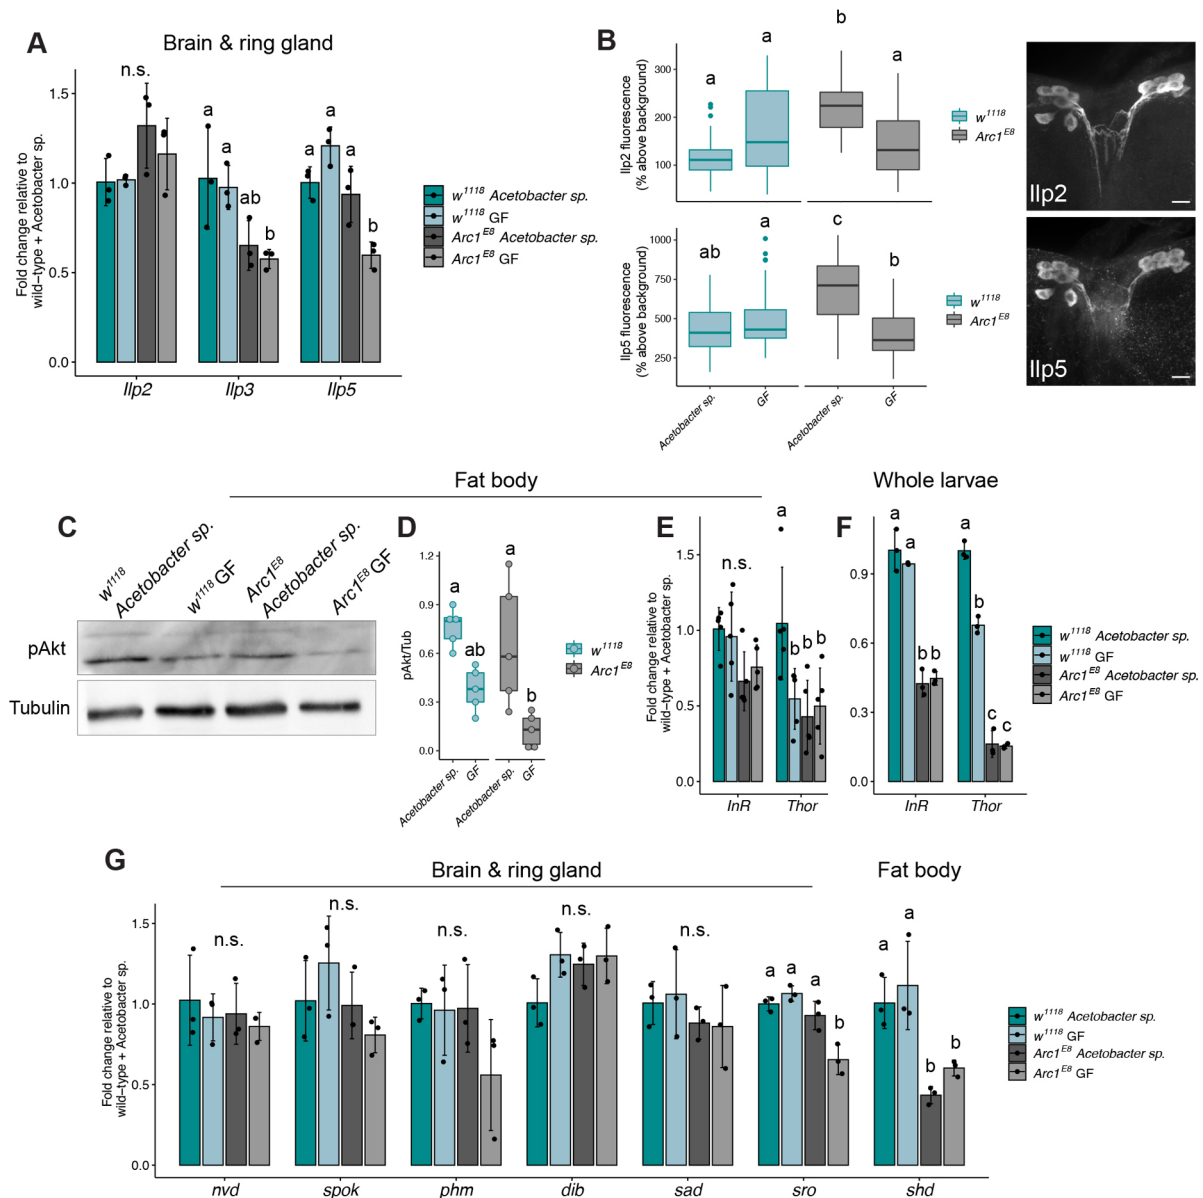 A
Brain & ring gland
Fold change relative to
wild−type + Acetobacter sp.
1.5
1.0
0.5
0.0
n.s.
a
a
ab
b
a
a
a
b
Ilp2
Ilp3
Ilp5
w1118 Acetobacter sp.
w1118 GF
Arc1E8 Acetobacter sp.
Arc1E8 GF
B
Ilp2 fluorescence
(% above background)
300
200
100
a
a
b
a
w1118
Arc1E8
Ilp5 fluorescence
(% above background)
1000
750
500
250
ab
a
c
b
w1118
Arc1E8
Acetobacter sp.
GF
Acetobacter sp.
GF
Ilp2
Ilp5
Fat body
Whole larvae
C
w1118
Acetobacter sp.
w1118 GF
Arc1E8
Acetobacter sp.
Arc1E8 GF
pAkt
Tubulin
D
pAkt/Tub
1.2
0.9
0.6
0.3
0.0
a
ab
a
b
Acetobacter sp.
GF
Acetobacter sp.
GF
w1118
Arc1E8
E
Fold change relative to
wild−type + Acetobacter sp.
1.5
1.0
0.5
0.0
n.s.
a
b
b
b
InR
Thor
F
0.9
0.6
0.3
0.0
a
a
b
b
a
b
c
c
InR
Thor
w1118 Acetobacter sp.
w1118 GF
Arc1E8 Acetobacter sp.
Arc1E8 GF
G
Brain & ring gland
Fat body
Fold change relative to
wild−type + Acetobacter sp.
1.5
1.0
0.5
0.0
n.s.
n.s.
n.s.
n.s.
n.s.
a
a
a
b
a
a
b
b
nvd
spok
phm
dib
sad
sro
shd
w1118 Acetobacter sp.
w1118 GF
Arc1E8 Acetobacter sp.
Arc1E8 GF